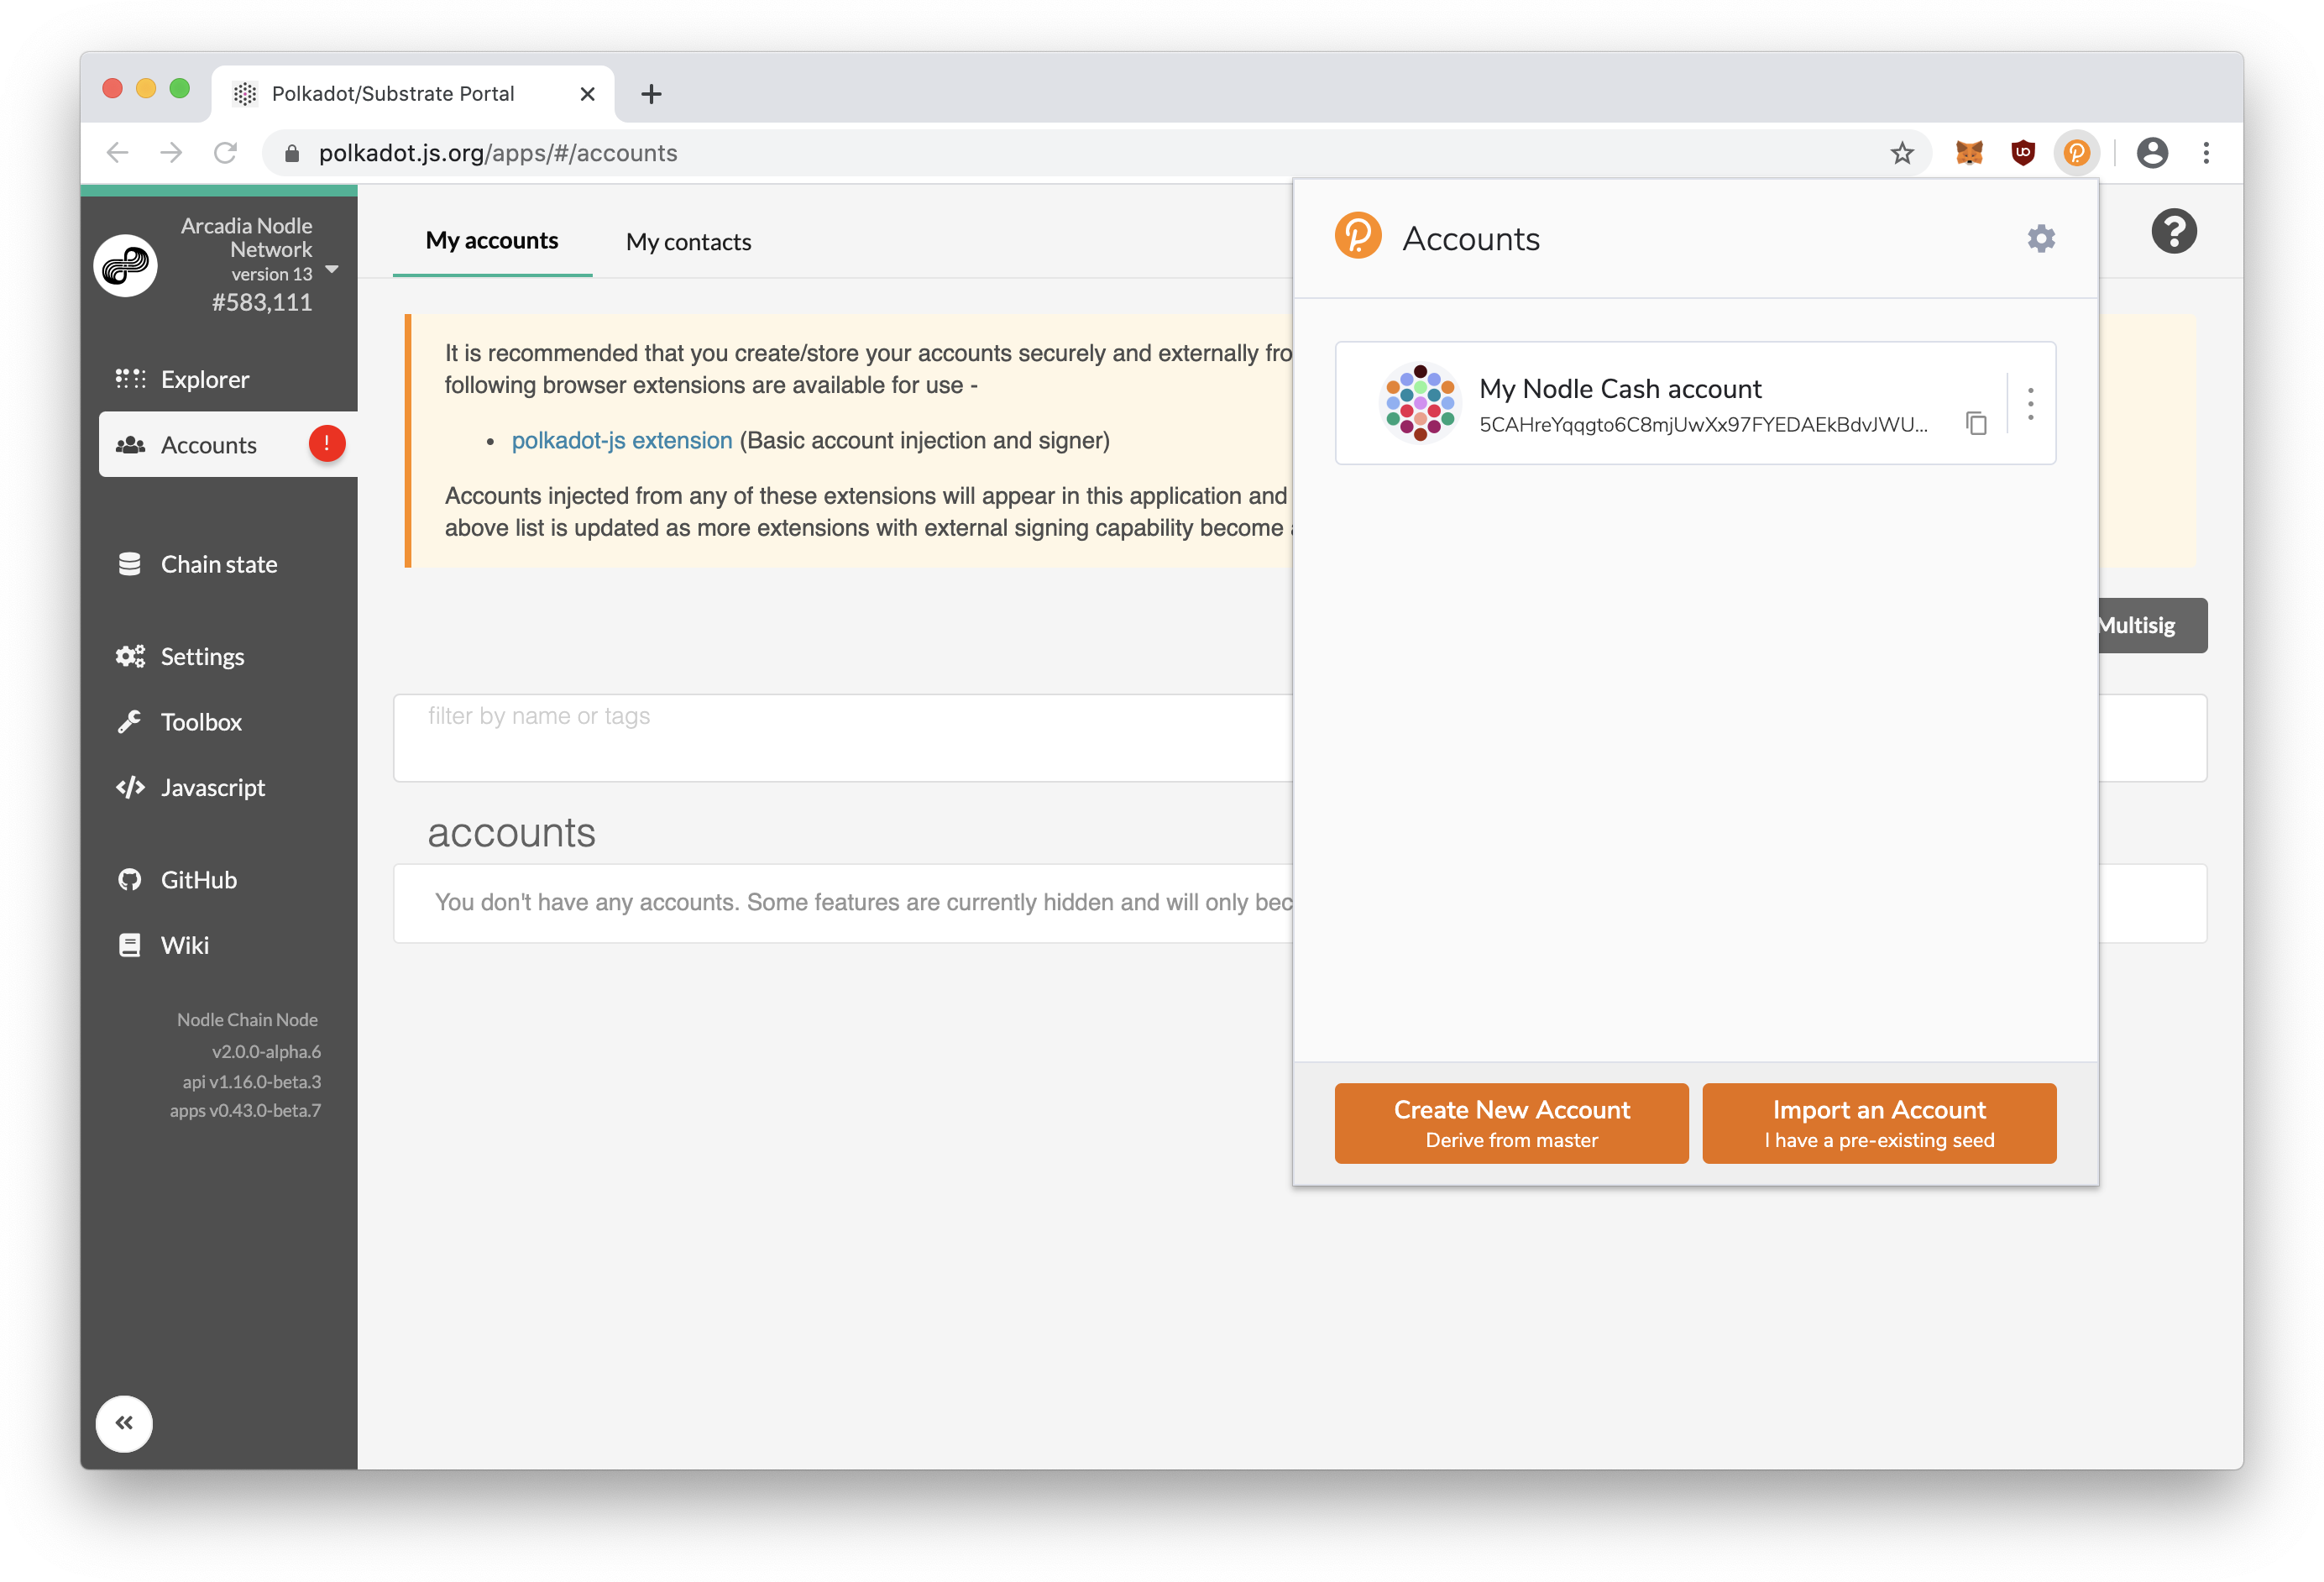 Polkadot/Substrate Portal
polkadot.js.org/apps/#/accounts
Arcadia Nodle
Network
version 13
#583,111
Explorer
Accounts
!
Chain state
Settings
Toolbox
Javascript
GitHub
Wiki
Nodle Chain Node
v2.0.0-alpha.6
api v1.16.0-beta.3
apps v0.43.0-beta.7
My accounts
My contacts
It is recommended that you create/store your accounts securely and externally
following browser extensions are available for use -
• polkadot-js extension (Basic account injection and signer)
Accounts injected from any of these extensions will appear in this application and
above list is updated as more extensions with external signing capability become
Multisig
filter by name or tags
accounts
You don't have any accounts. Some features are currently hidden and will only
Accounts
My Nodle Cash account
5CAHreYqqgto6C8mjUwXx97FYEDAEkBdvJWU...
Create New Account
Derive from master
Import an Account
I have a pre-existing seed